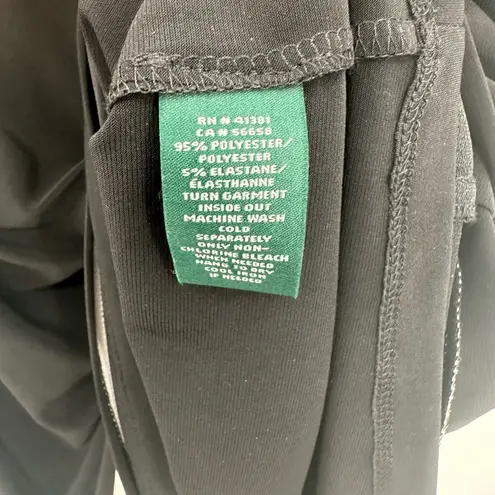 RN # 41381
CA # 56658
95% POLYESTER/
POLYESTER
5% ELASTANE/
ÉLASTHANNE
TURN GARMENT
INSIDE OUT
MACHINE WASH
COLD
SEPARATELY
ONLY NON-
CHLORINE BLEACH
WHEN NEEDED
HANG TO DRY
COOL IRON
IF NEEDED